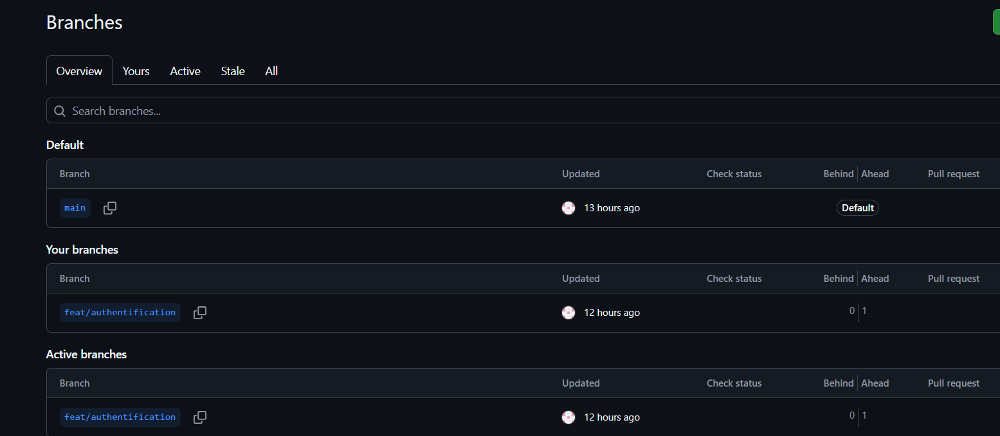 Branches
Overview Yours Active Stale All
Search branches...
Default
Branch Updated Check status Behind Ahead Pull request
main 13 hours ago Default
Your branches
Branch Updated Check status Behind Ahead Pull request
feat/authentification 12 hours ago 0 1
Active branches
Branch Updated Check status Behind Ahead Pull request
feat/authentification 12 hours ago 0 1